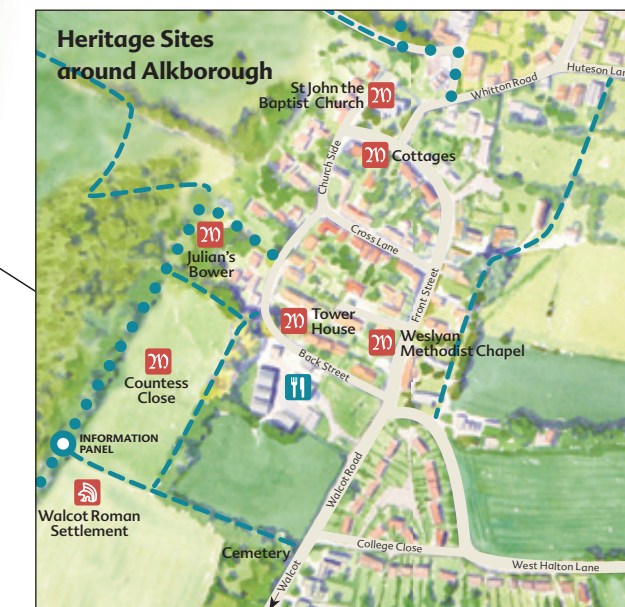 Heritage Sites
around Alkborough
St John the
Baptist Church
Whitton Road
Huteson Lan
Cottages
Church Side
Cross Lane
Julian's
Bower
Front Street
Tower
House
Weslyan
Methodist Chapel
Back Street
Countess
Close
INFORMATION
PANEL
Walcot Roman
Settlement
Walcot Road
Cemetery
College Close
West Halton Lane
Walcot